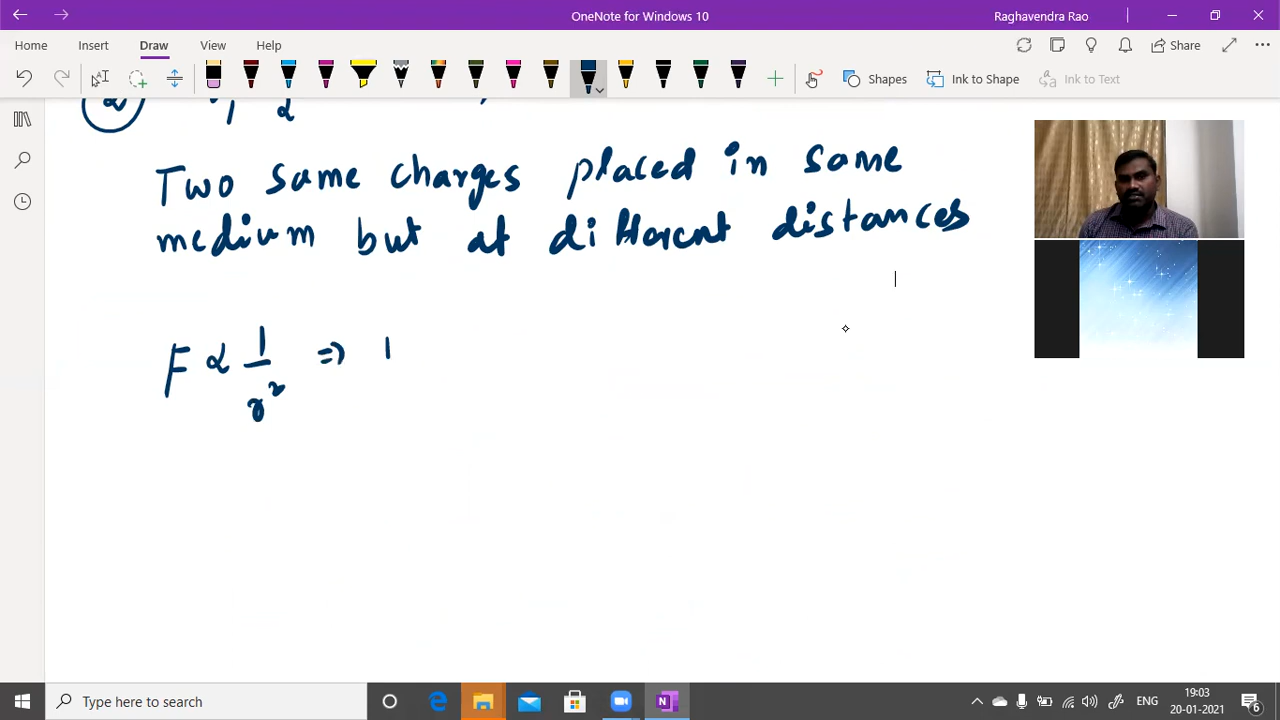 OneNote for Windows 10
Raghavendra Rao
Home Insert Draw View Help
Share
Shapes Ink to Shape Ink to Text
2
Two same charges placed in same
medium but at different distances
F ∝ 1/r² ⇒ 1
Type here to search
ENG
19:03
20-01-2021
6